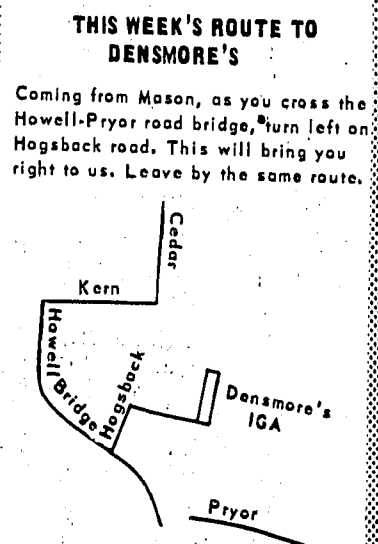 THIS WEEK'S ROUTE TO
DENSMORE'S
Coming from Mason, as you cross the
Howell-Pryor road bridge, turn left on
Hogsback road. This will bring you
right to us. Leave by the same route.
Cedar
Kern
Howell Bridge
Hogsback
Densmore's
IGA
Pryor